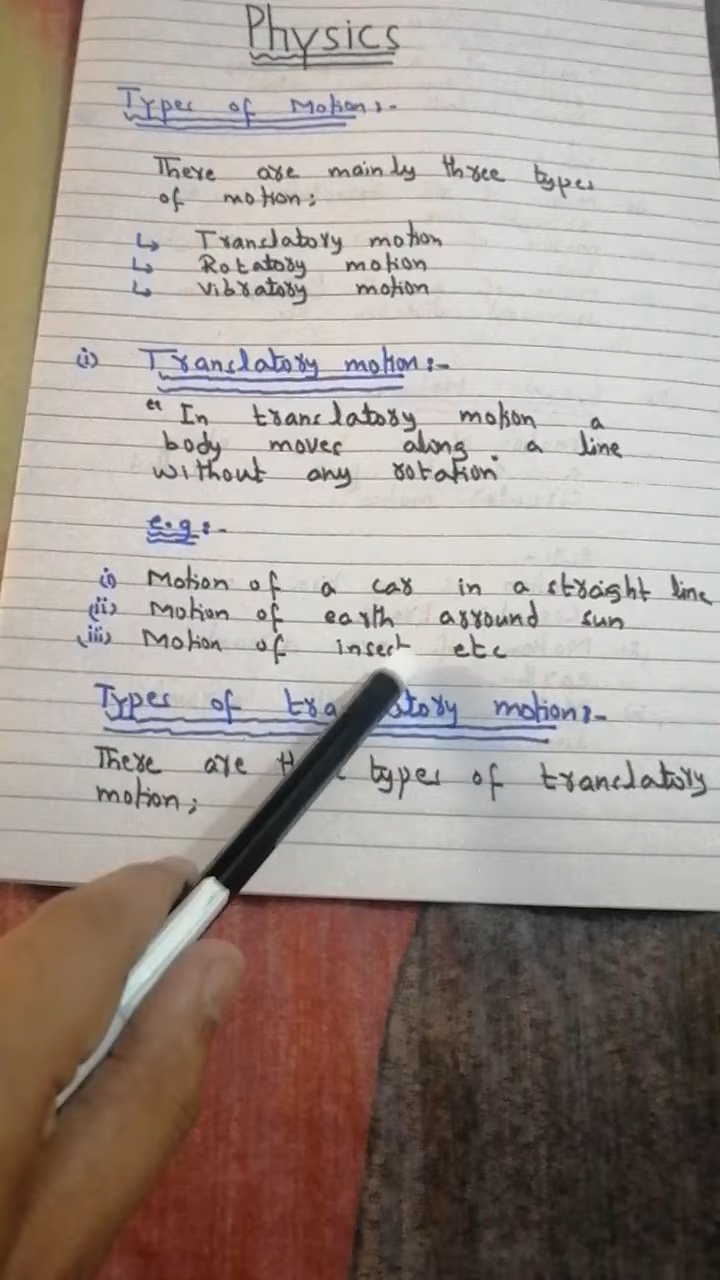 Physics
Types of Motion:-
There are mainly three types
of motion:
↳ Translatory motion
↳ Rotatory motion
↳ Vibratory motion
(i) Translatory motion:-
" In translatory motion a
body moves along a line
without any rotation"
e.g:-
(i) Motion of a car in a straight line
(ii) Motion of earth arround sun
(iii) Motion of insect etc
Types of motion:-
There are types of translatory
motion;